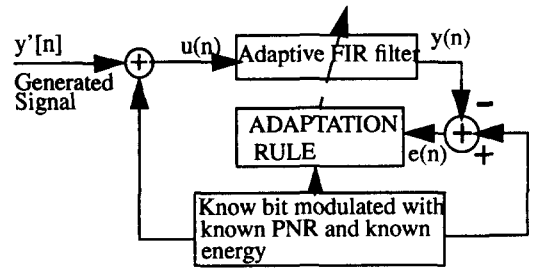 y'[n]
Generated
Signal
+
u(n)
Adaptive FIR filter
y(n)
−
+
+
e(n)
ADAPTATION
RULE
Know bit modulated with
known PNR and known
energy